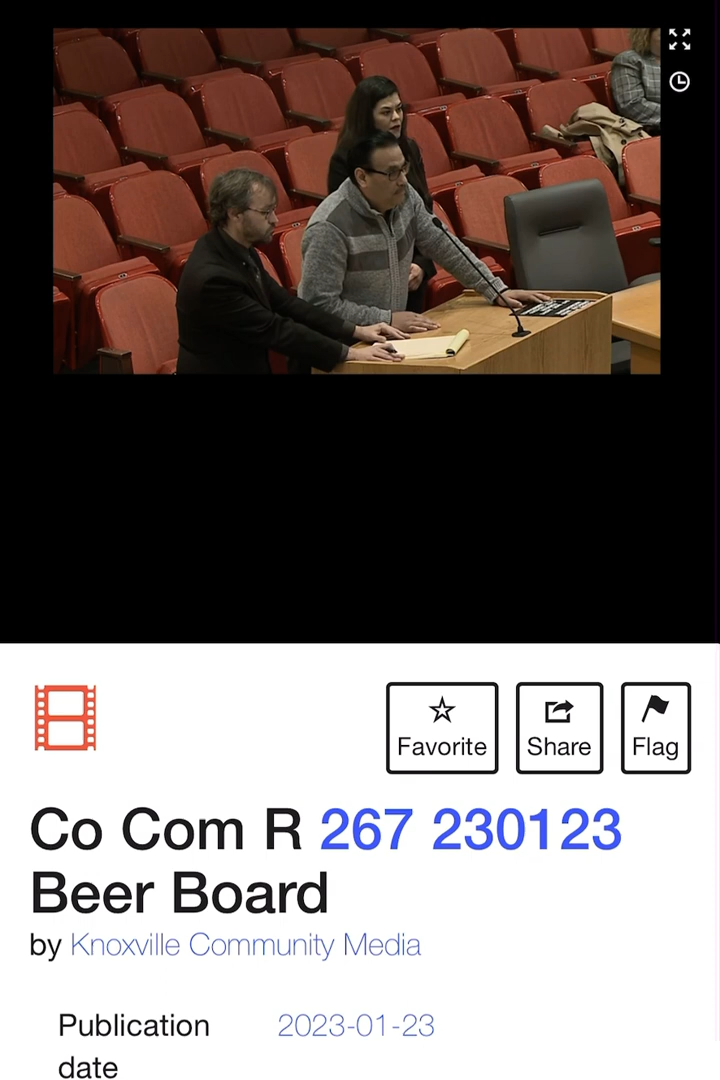 Favorite
Share
Flag
Co Com R 267 230123
Beer Board
by Knoxville Community Media
Publication 2023-01-23
date